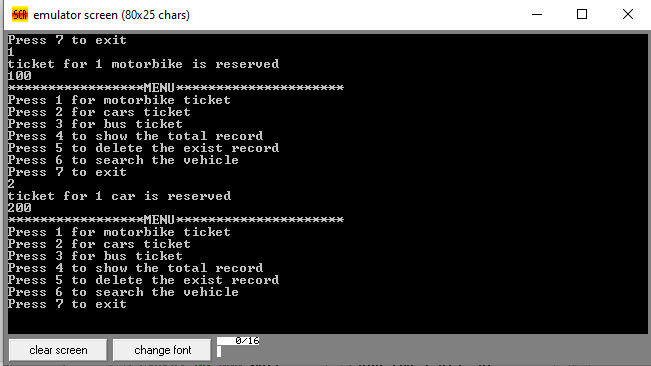 SCR emulator screen (80x25 chars)
Press 7 to exit
1
ticket for 1 motorbike is reserved
100
*****************MENU*********************
Press 1 for motorbike ticket
Press 2 for cars ticket
Press 3 for bus ticket
Press 4 to show the total record
Press 5 to delete the exist record
Press 6 to search the vehicle
Press 7 to exit
2
ticket for 1 car is reserved
200
*****************MENU*********************
Press 1 for motorbike ticket
Press 2 for cars ticket
Press 3 for bus ticket
Press 4 to show the total record
Press 5 to delete the exist record
Press 6 to search the vehicle
Press 7 to exit
clear screen change font 0/16